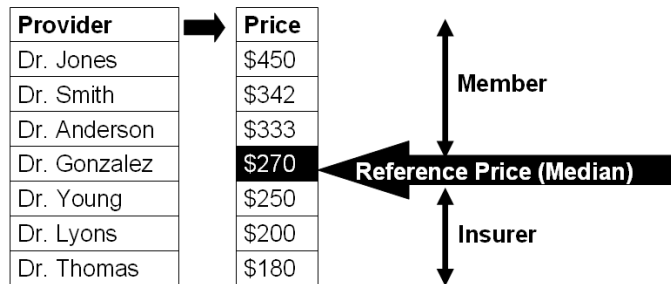 Provider Price
Dr. Jones $450
Dr. Smith $342
Dr. Anderson $333
Dr. Gonzalez $270
Dr. Young $250
Dr. Lyons $200
Dr. Thomas $180
Member
Reference Price (Median)
Insurer